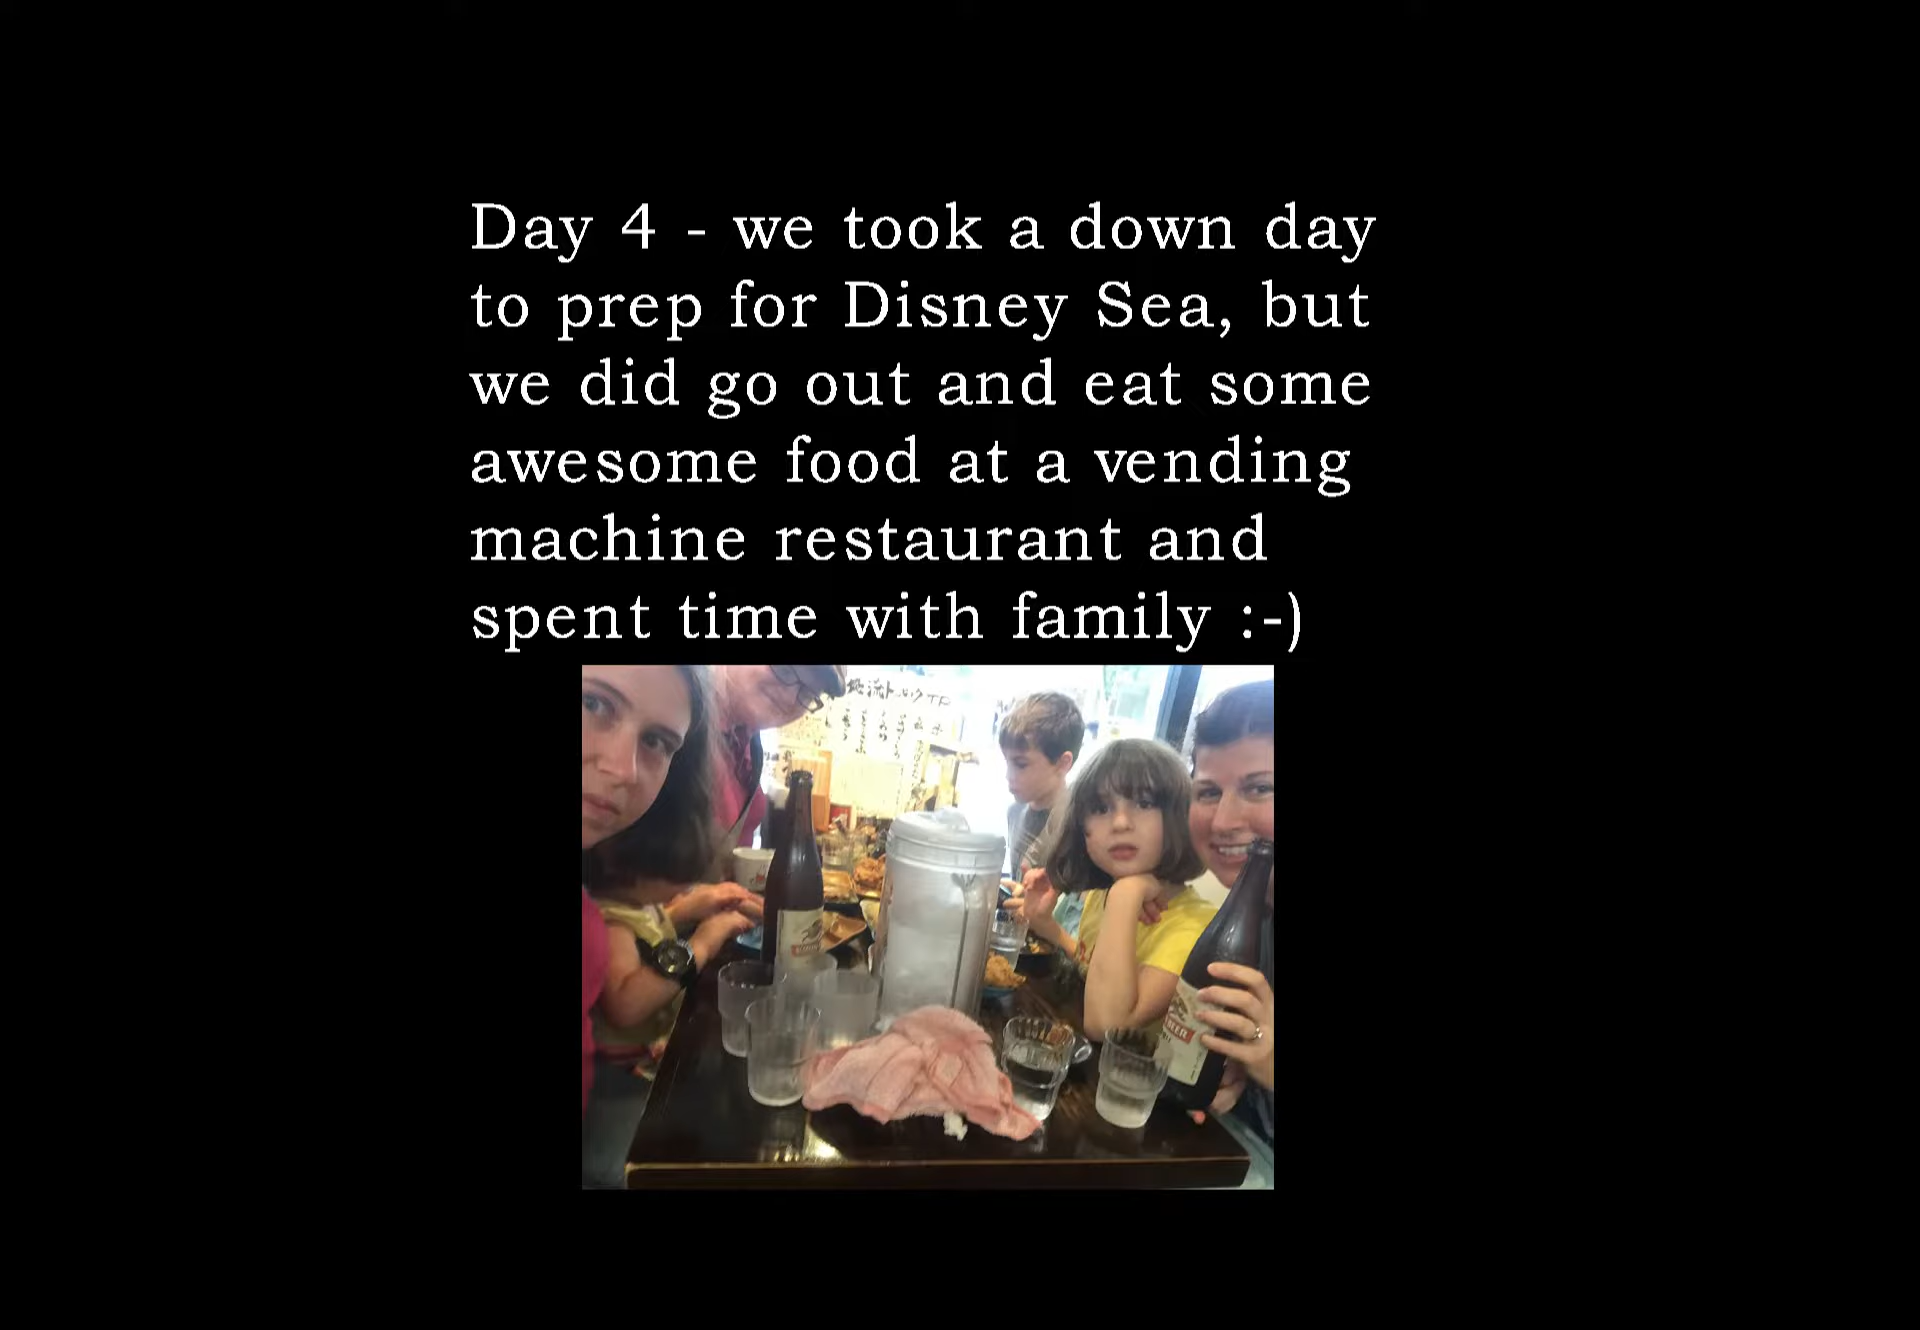 Day 4 - we took a down day
to prep for Disney Sea, but
we did go out and eat some
awesome food at a vending
machine restaurant and
spent time with family :-)